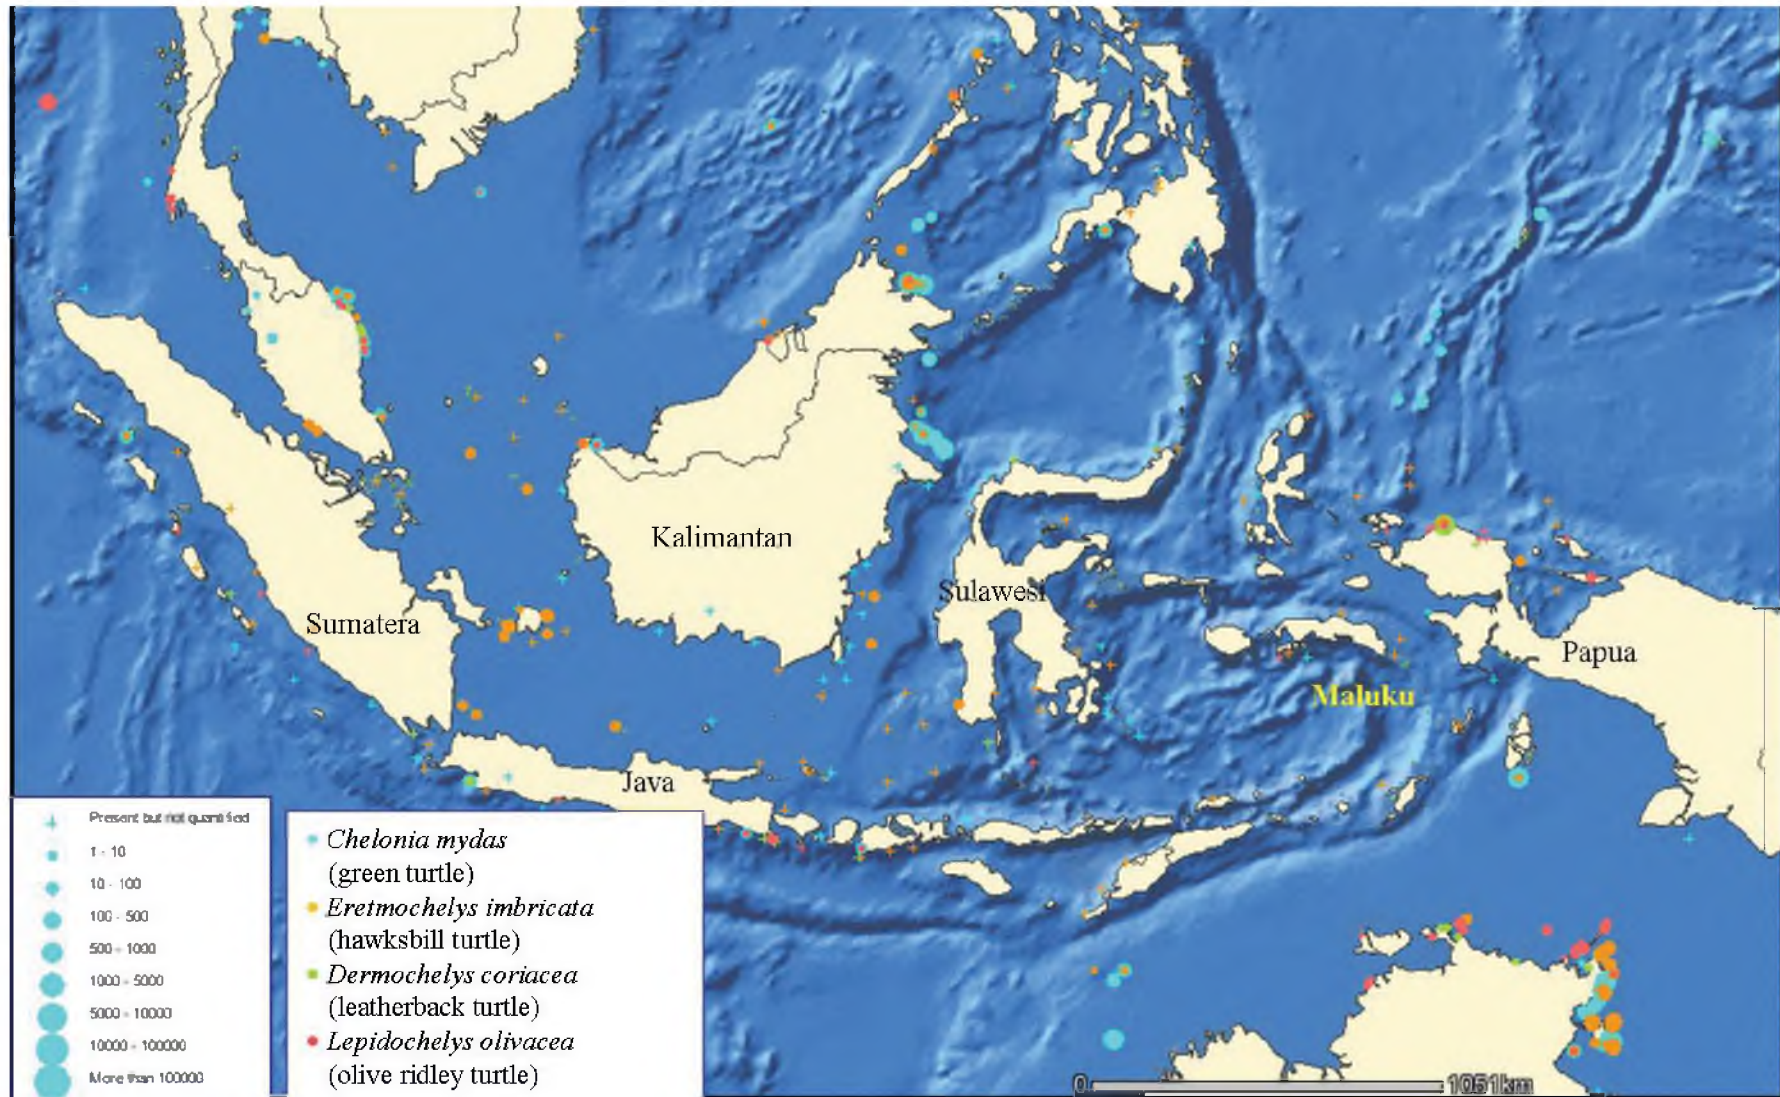 Kalimantan
Sulawesi
Sumatera
Papua
Maluku
Java
Present but not quantified
1 - 10
10 - 100
100 - 500
500 - 1000
1000 - 5000
5000 - 10000
10000 - 100000
More than 100000
Chelonia mydas
(green turtle)
Eretmochelys imbricata
(hawksbill turtle)
Dermochelys coriacea
(leatherback turtle)
Lepidochelys olivacea
(olive ridley turtle)
0 1051km